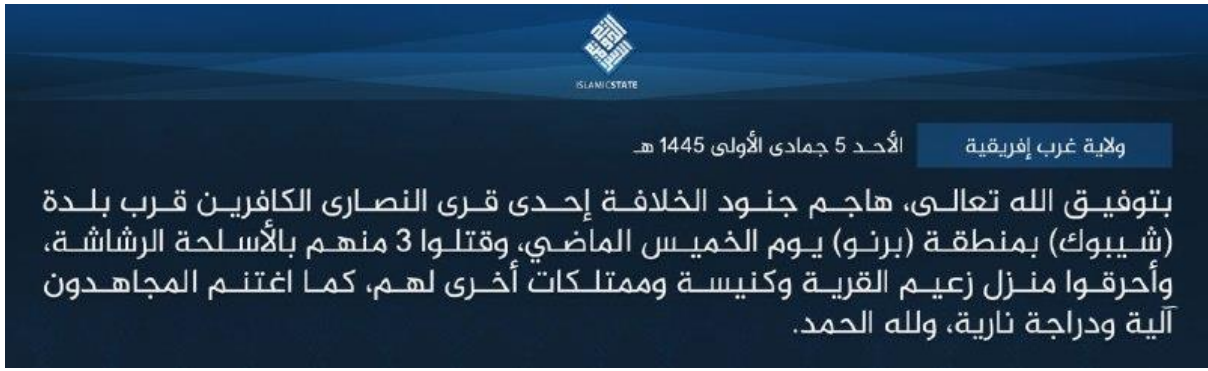 ISLAMIC STATE
ولاية غرب إفريقية الأحد 5 جمادى الأولى 1445 هـ
بتوفيق الله تعالى، هاجم جنود الخلافة إحدى قرى النصارى الكافرين قرب بلدة
(شيبوك) بمنطقة (برنو) يوم الخميس الماضي، وقتلوا 3 منهم بالأسلحة الرشاشة،
وأحرقوا منزل زعيم القرية وكنيسة وممتلكات أخرى لهم، كما اغتنم المجاهدون
آلية ودراجة نارية، ولله الحمد.